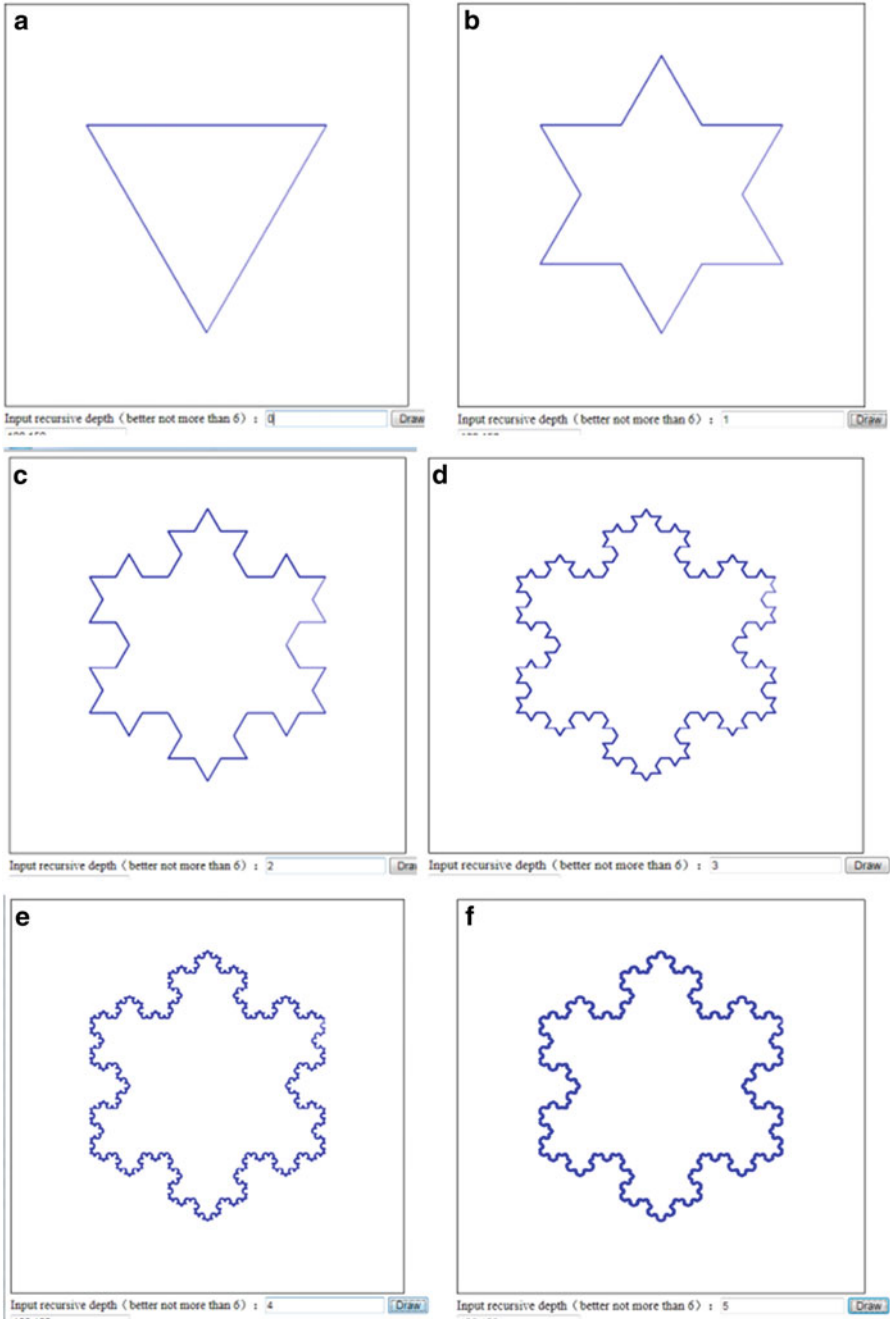 a
b
Input recursive depth（better not more than 6）： 0 Draw
Input recursive depth（better not more than 6）： 1 Draw
c
d
Input recursive depth（better not more than 6）： 2 Dra
Input recursive depth（better not more than 6）： 3 Draw
e
f
Input recursive depth（better not more than 6）： 4 Draw
Input recursive depth（better not more than 6）： 5 Draw